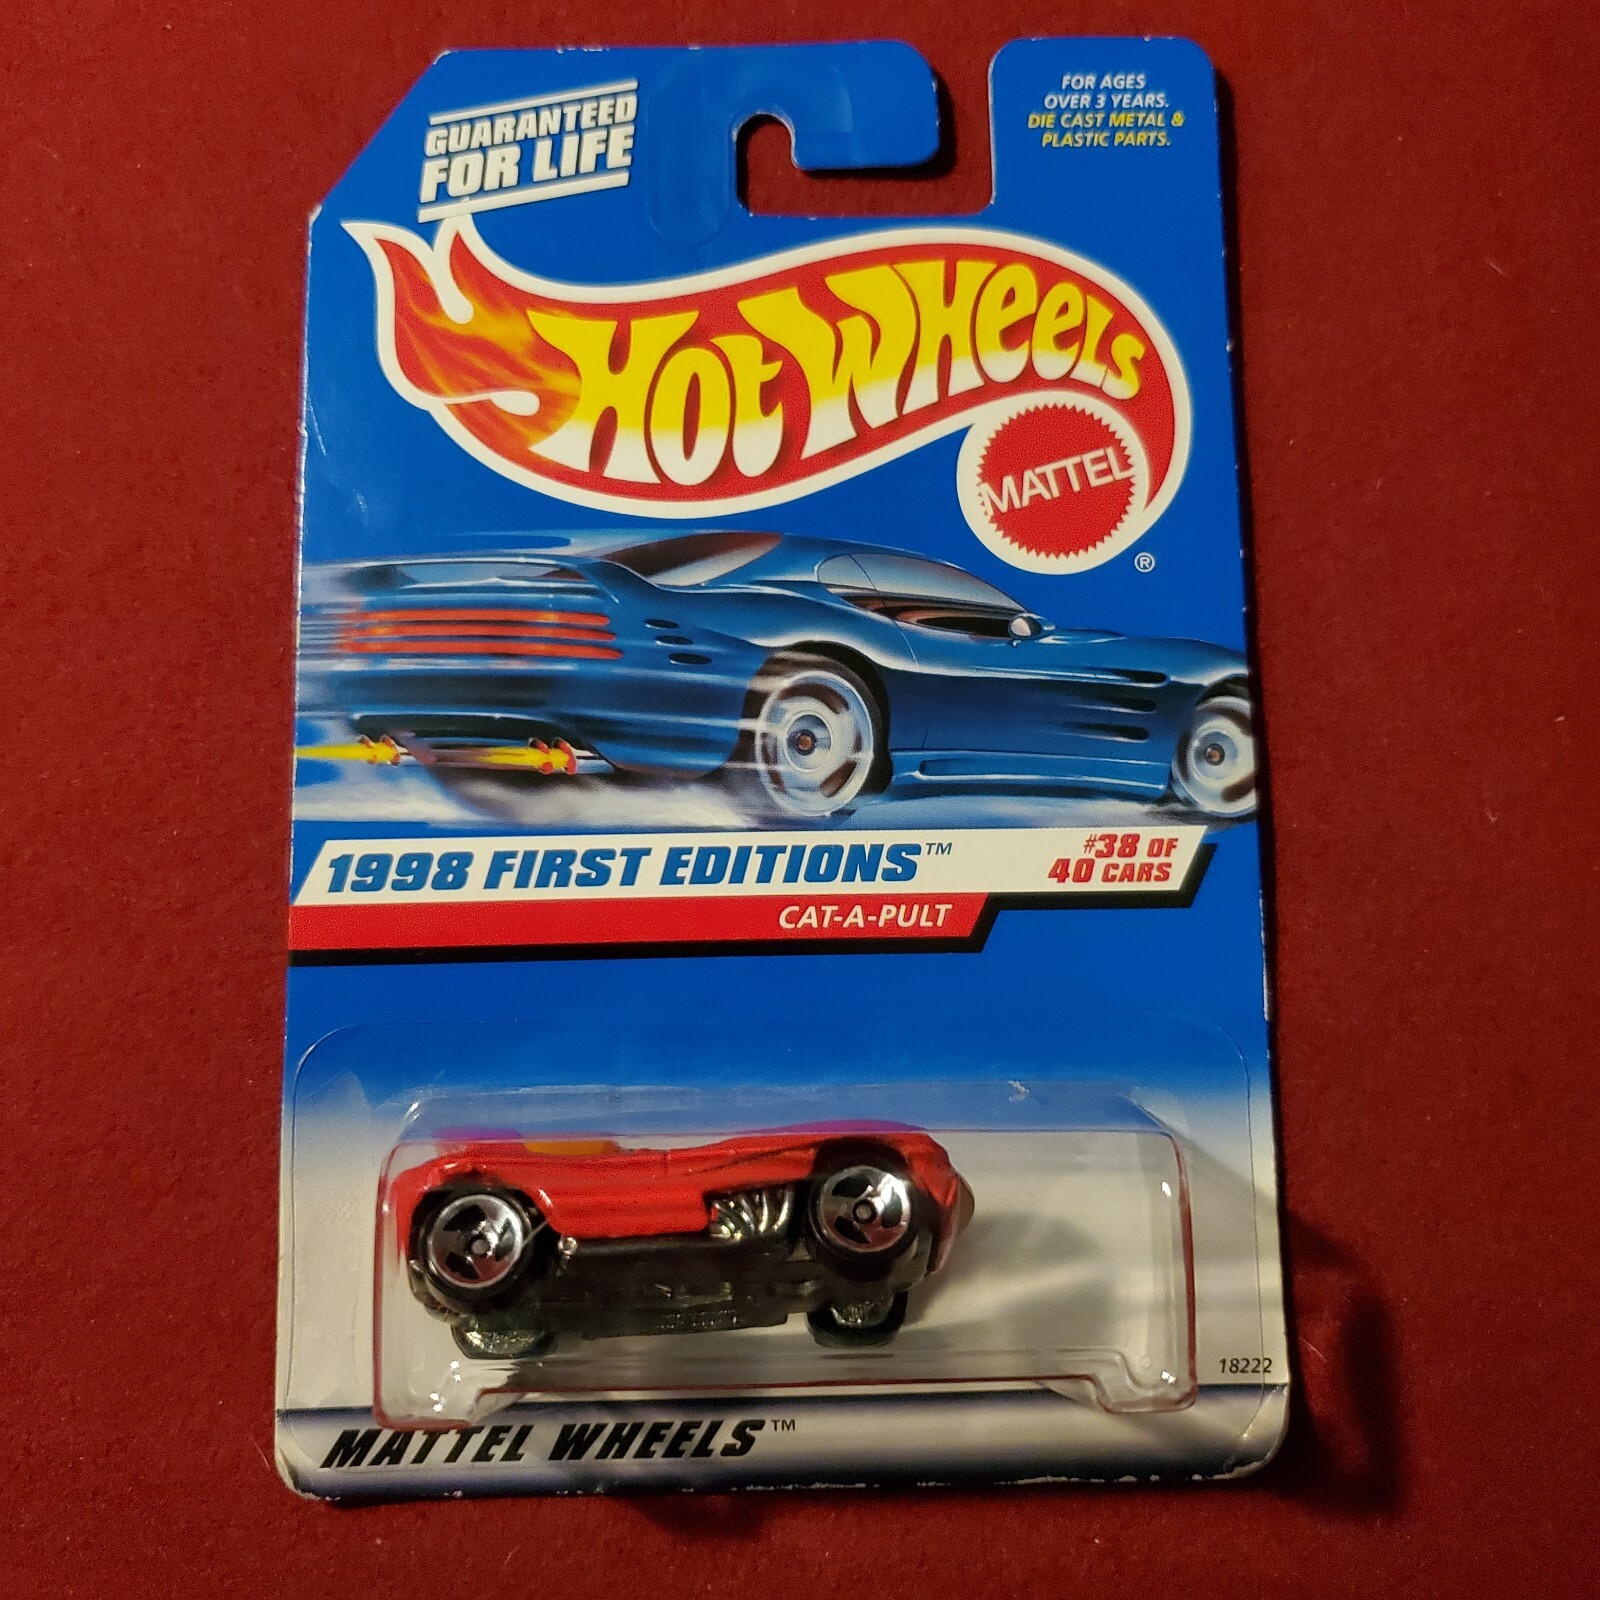 GUARANTEED
FOR LIFE
FOR AGES
OVER 3 YEARS.
DIE CAST METAL &
PLASTIC PARTS.
HOT WHEELS
MATTEL
®
1998 FIRST EDITIONS™
#38 OF
40 CARS
CAT-A-PULT
18222
MATTEL WHEELS™